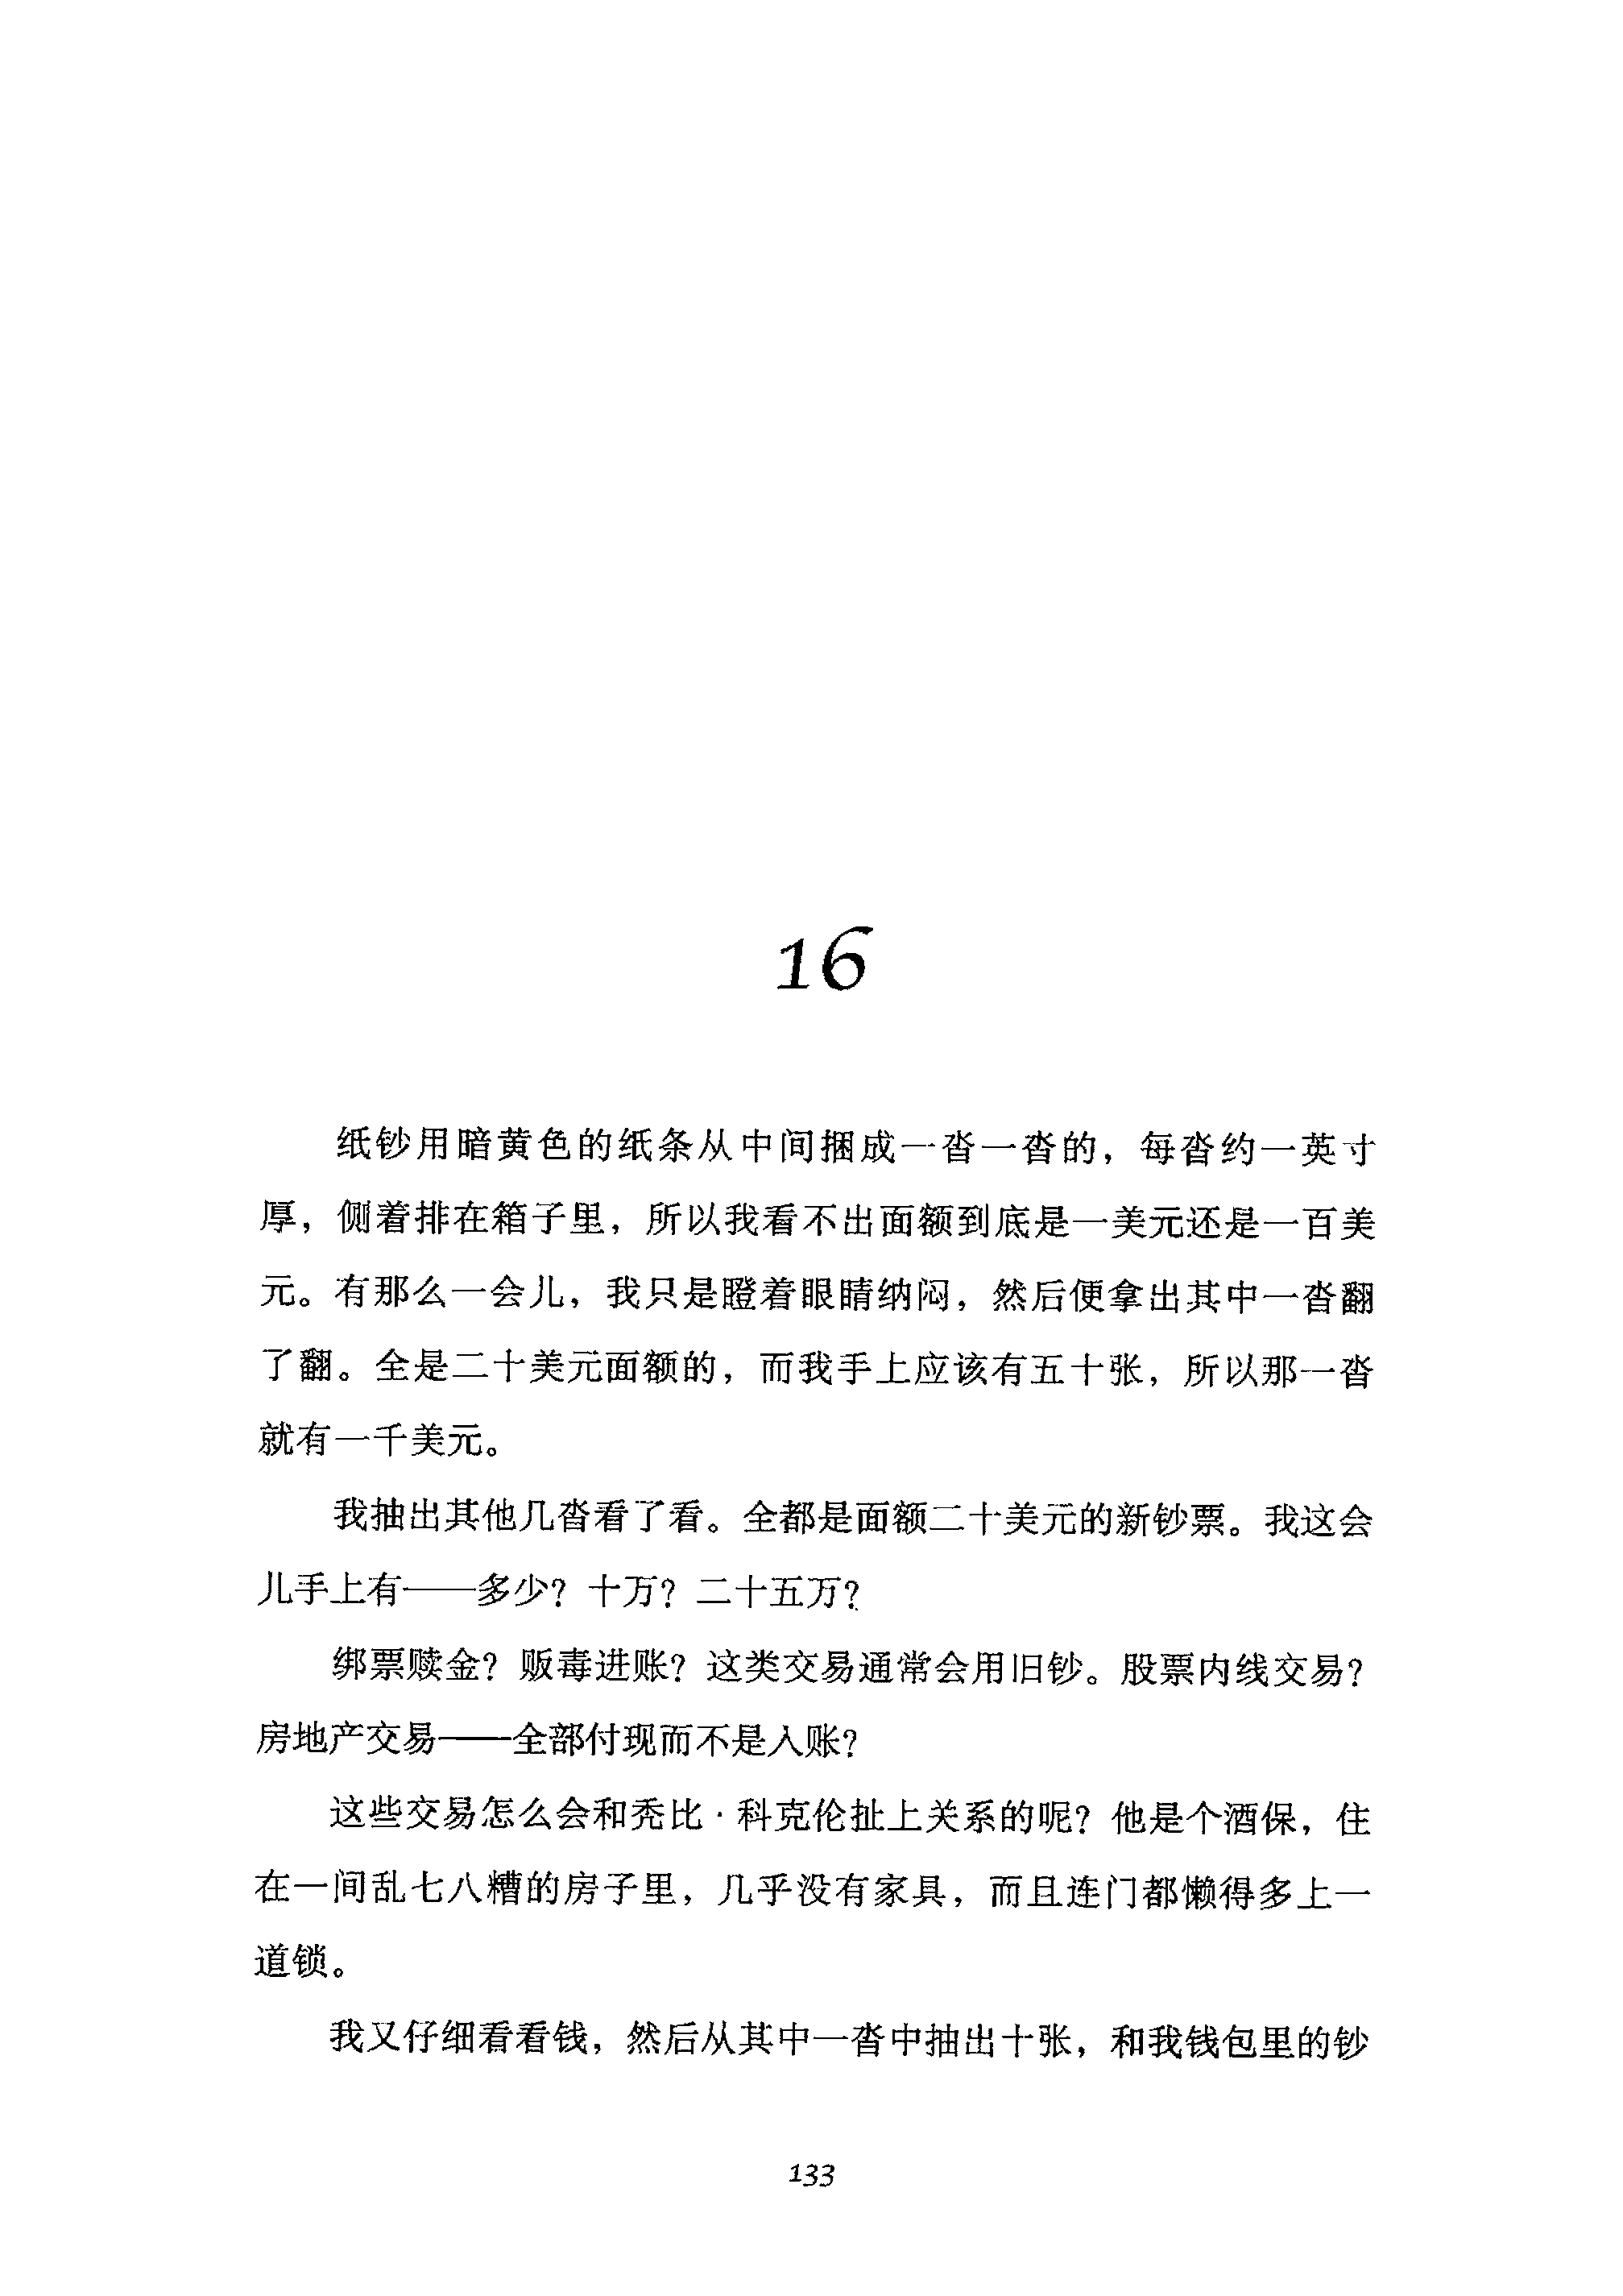 16
纸钞用暗黄色的纸条从中间捆成一沓一沓的，每沓约一英寸
厚，侧着排在箱子里，所以我看不出面额到底是一美元还是一百美
元。有那么一会儿，我只是瞪着眼睛纳闷，然后便拿出其中一沓翻
了翻。全是二十美元面额的，而我手上应该有五十张，所以那一沓
就有一千美元。
我抽出其他几沓看了看。全都是面额二十美元的新钞票。我这会
儿手上有——多少？十万？二十五万？
绑票赎金？贩毒进账？这类交易通常会用旧钞。股票内线交易？
房地产交易——全部付现而不是入账？
这些交易怎么会和秃比·科克伦扯上关系的呢？他是个酒保，住
在一间乱七八糟的房子里，几乎没有家具，而且连门都懒得多上一
道锁。
我又仔细看看钱，然后从其中一沓中抽出十张，和我钱包里的钞
133